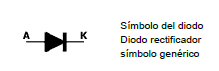 A
K
Símbolo del diodo
Diodo rectificador
símbolo genérico